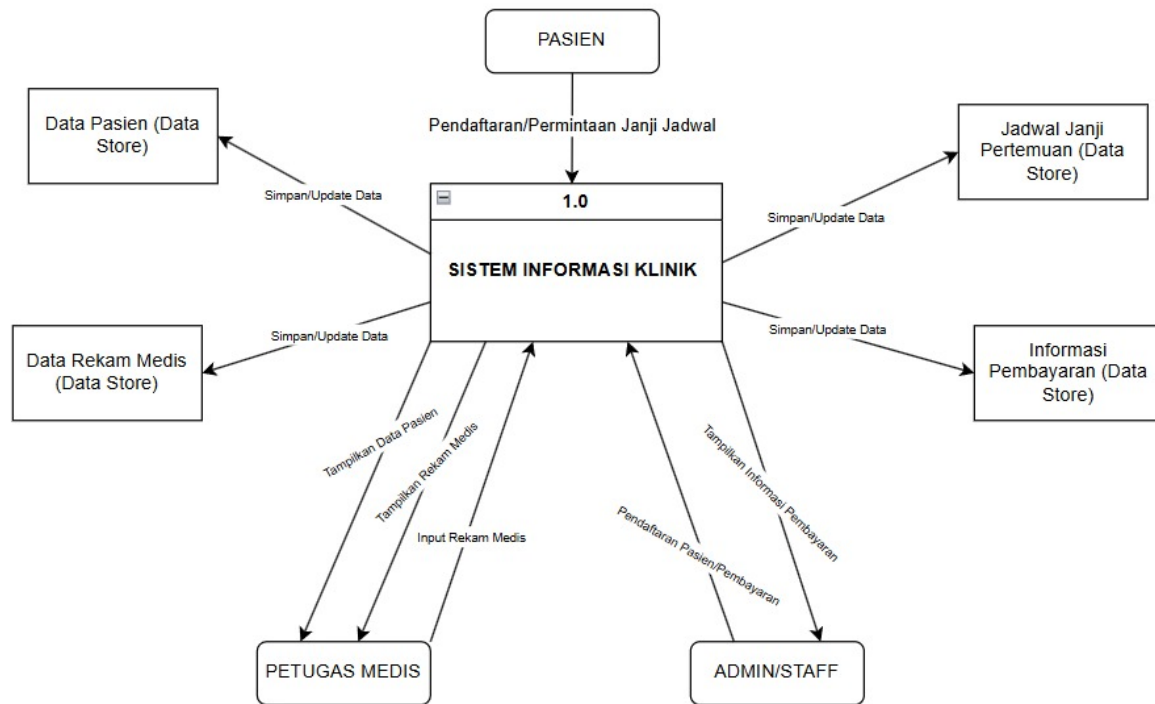 PASIEN
Data Pasien (Data
Store)
Pendaftaran/Permintaan Janji Jadwal
Jadwal Janji
Pertemuan (Data
Store)
Simpan/Update Data
1.0
Simpan/Update Data
SISTEM INFORMASI KLINIK
Data Rekam Medis
(Data Store)
Simpan/Update Data
Simpan/Update Data
Informasi
Pembayaran (Data
Store)
Tampilkan Data Pasien
Tampilkan Rekam Medis
Input Rekam Medis
Pendaftaran Pasien/Pembayaran
Tampilkan Informasi Pembayaran
PETUGAS MEDIS
ADMIN/STAFF